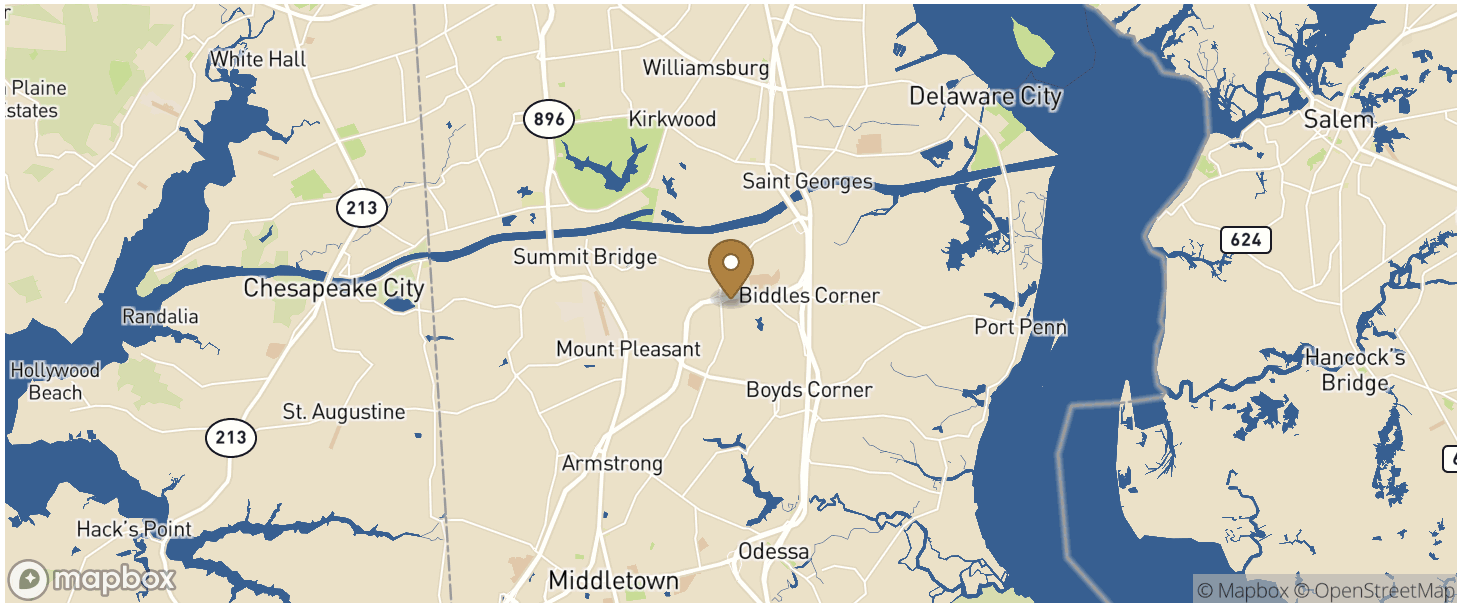 White Hall
Williamsburg
Plaine
Delaware City
896
Kirkwood
Salem
Saint Georges
213
624
Summit Bridge
Chesapeake City
Biddles Corner
Randalia
Port Penn
Mount Pleasant
Hancock's
Bridge
Hollywood
Beach
Boyds Corner
St. Augustine
213
Armstrong
Hack's Point
Odessa
Middletown
mapbox
© Mapbox © OpenStreetMap